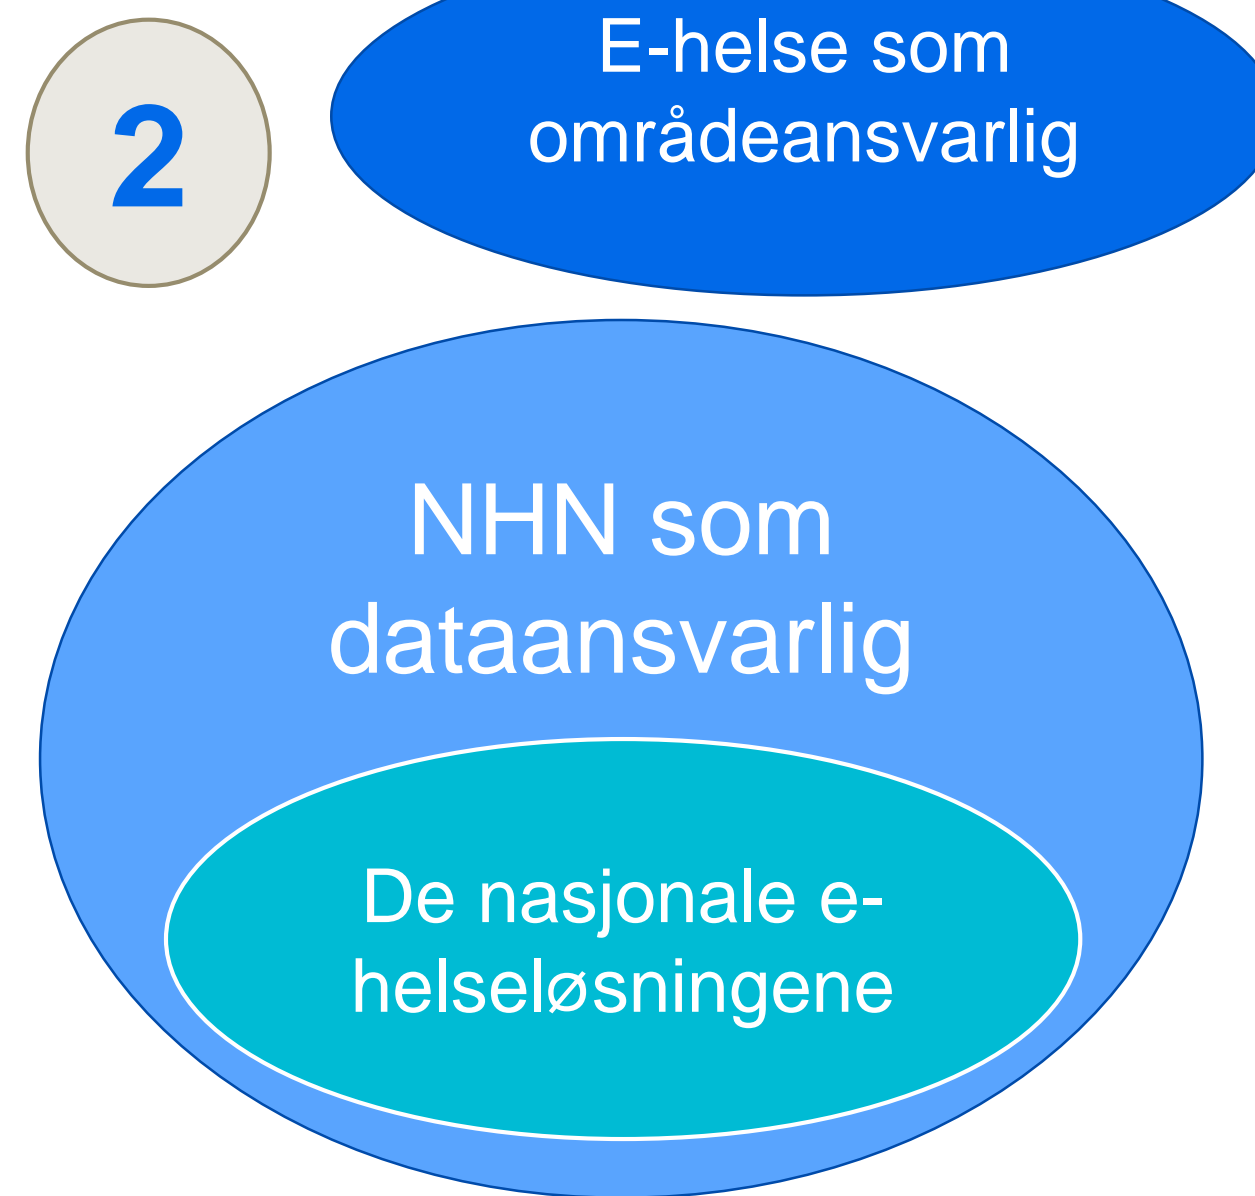 2
E-helse som
områdeansvarlig
NHN som
dataansvarlig
De nasjonale e-
helseløsningene